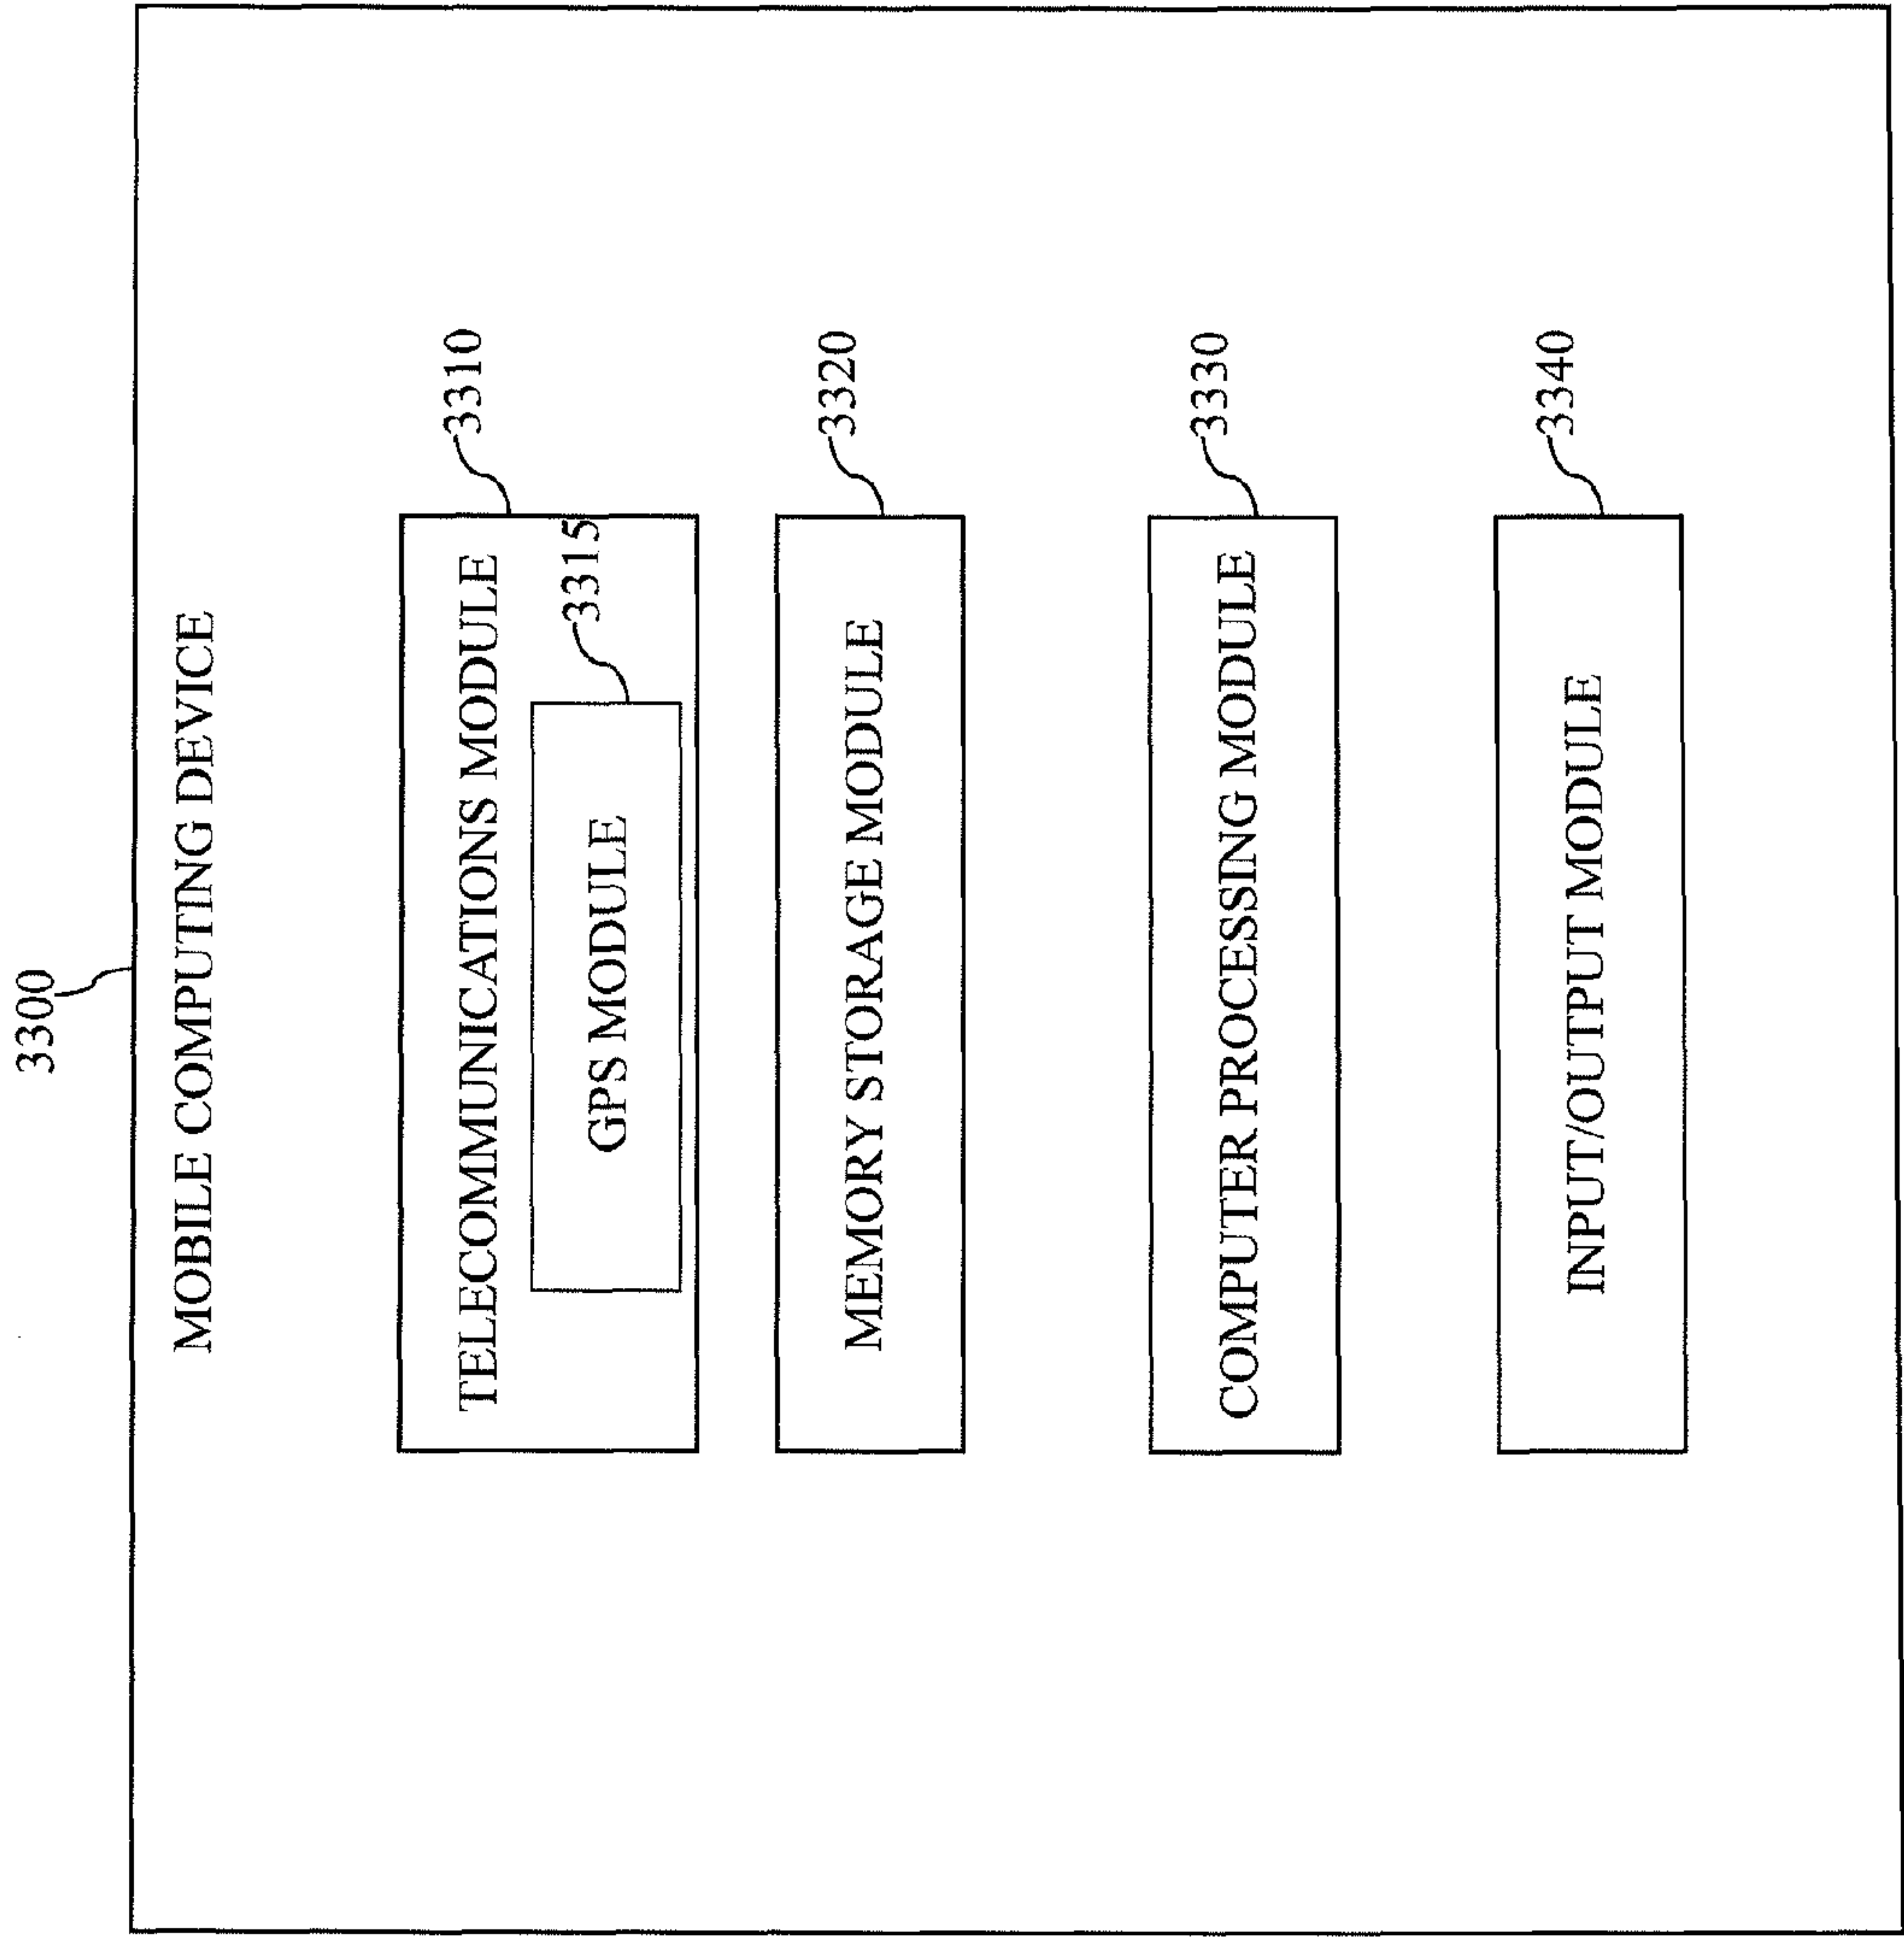 3300
MOBILE COMPUTING DEVICE
3310
TELECOMMUNICATIONS MODULE
3315
GPS MODULE
3320
MEMORY STORAGE MODULE
3330
COMPUTER PROCESSING MODULE
3340
INPUT/OUTPUT MODULE